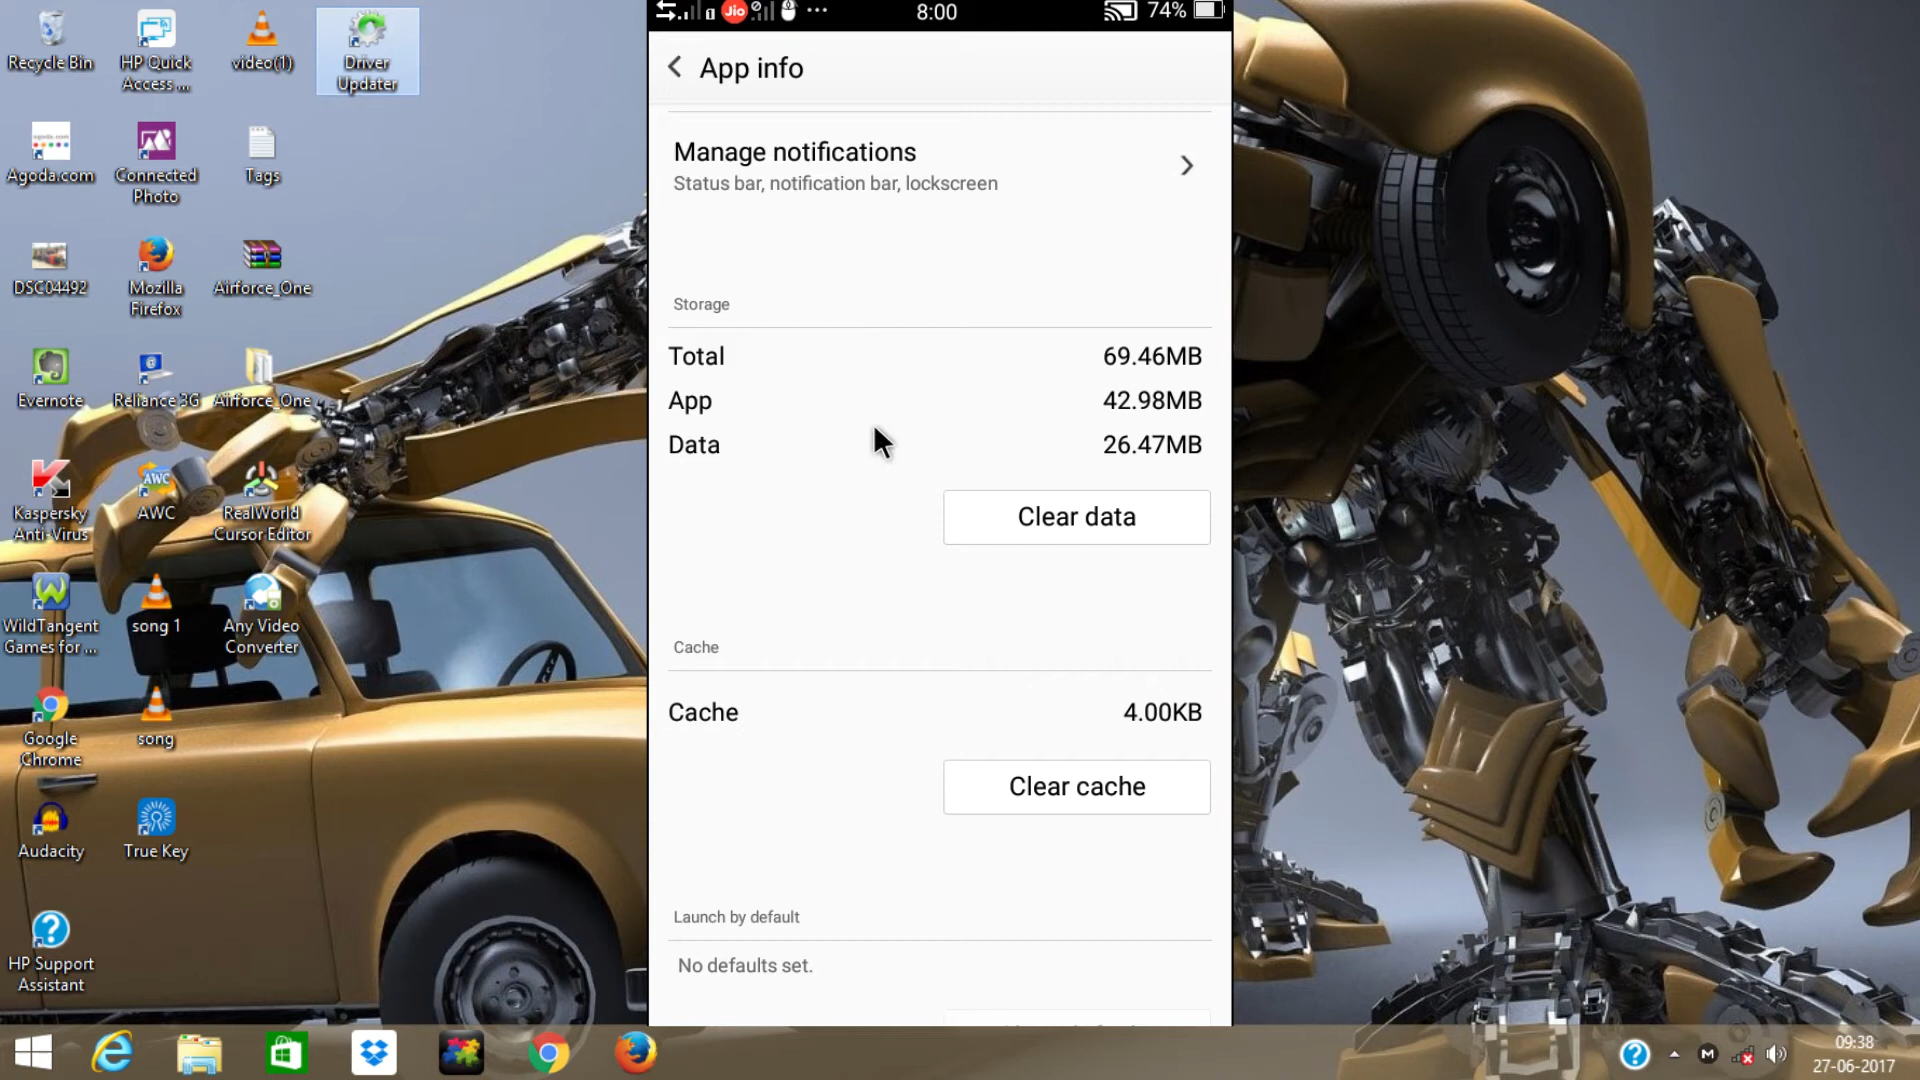 Recycle Bin
HP Quick
Access ...
video(1)
Driver
Updater
agoda.com
Agoda.com
Connected
Photo
Tags
DSC04492
Mozilla
Firefox
Airforce_One
Evernote
Reliance 3G
Airforce_One
Kaspersky
Anti-Virus
AWC
AWC
RealWorld
Cursor Editor
WildTangent
Games for ...
song 1
Any Video
Converter
Google
Chrome
song
Audacity
True Key
HP Support
Assistant
Jio
8:00
74%
App info
Manage notifications
Status bar, notification bar, lockscreen
Storage
Total 69.46MB
App 42.98MB
Data 26.47MB
Clear data
Cache
Cache 4.00KB
Clear cache
Launch by default
No defaults set.
09:38
27-06-2017